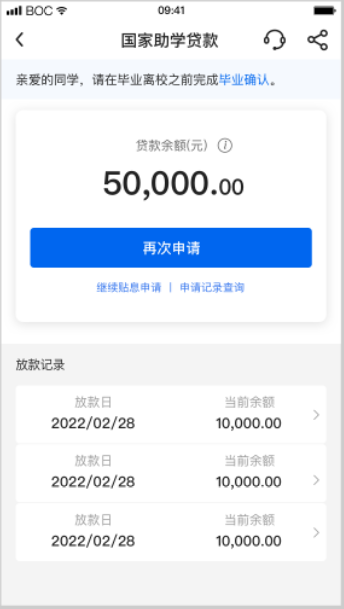 BOC 09:41
国家助学贷款
亲爱的同学，请在毕业离校之前完成毕业确认。
贷款余额(元) i
50,000.00
再次申请
继续贴息申请 | 申请记录查询
放款记录
放款日 当前余额
2022/02/28 10,000.00
放款日 当前余额
2022/02/28 10,000.00
放款日 当前余额
2022/02/28 10,000.00